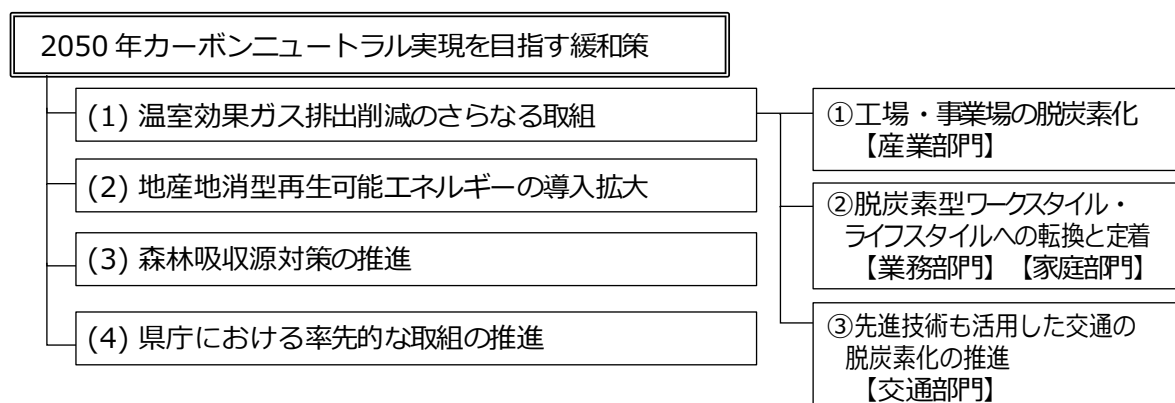 2050 年カーボンニュートラル実現を目指す緩和策
(1) 温室効果ガス排出削減のさらなる取組
(2) 地産地消型再生可能エネルギーの導入拡大
(3) 森林吸収源対策の推進
(4) 県庁における率先的な取組の推進
①工場・事業場の脱炭素化
【産業部門】
②脱炭素型ワークスタイル・
ライフスタイルへの転換と定着
【業務部門】【家庭部門】
③先進技術も活用した交通の
脱炭素化の推進
【交通部門】